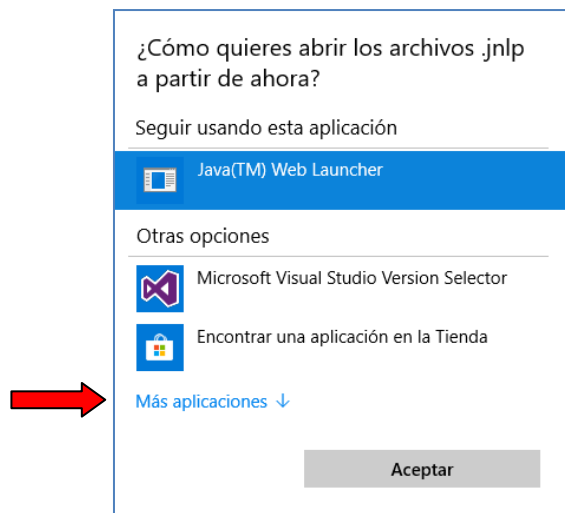 ¿Cómo quieres abrir los archivos .jnlp
a partir de ahora?
Seguir usando esta aplicación
Java(TM) Web Launcher
Otras opciones
Microsoft Visual Studio Version Selector
Encontrar una aplicación en la Tienda
Más aplicaciones ↓
Aceptar